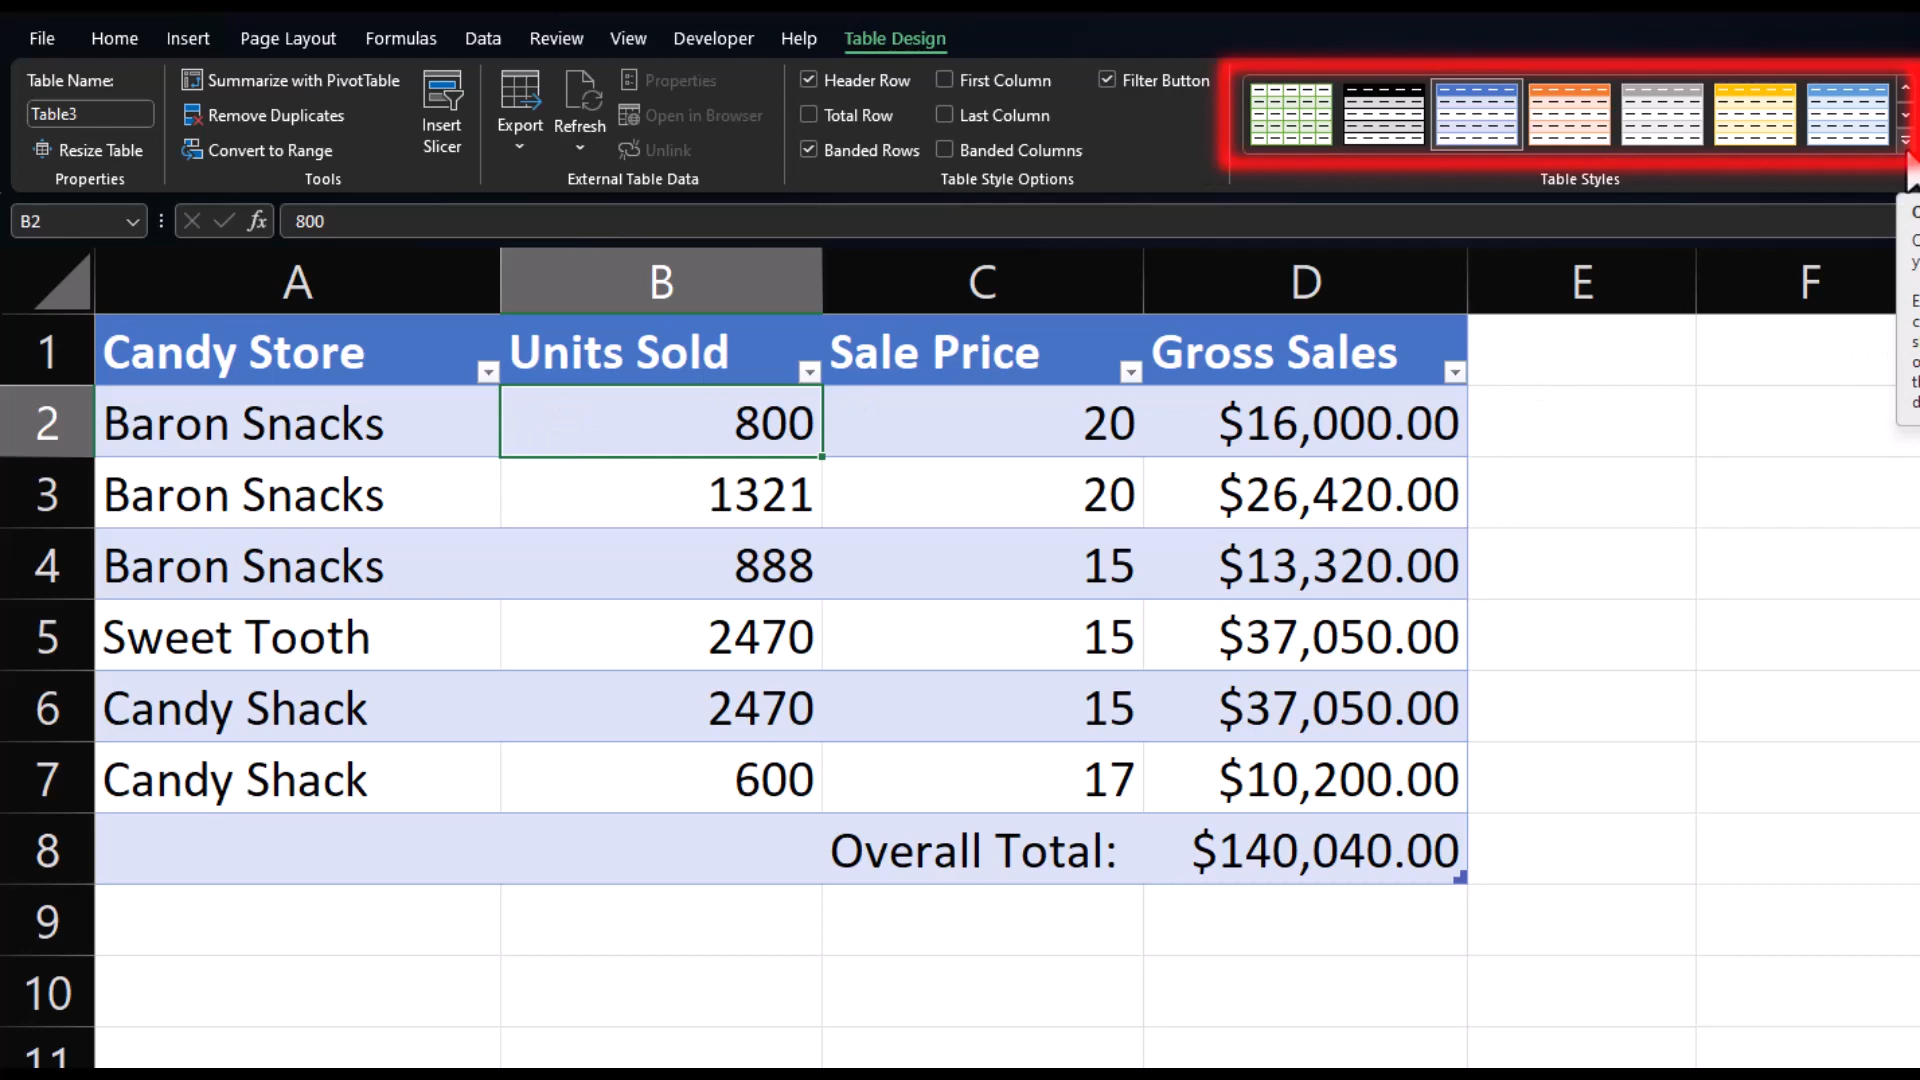 File Home Insert Page Layout Formulas Data Review View Developer Help Table Design
Table Name:
Table3
Resize Table
Properties
Summarize with PivotTable
Remove Duplicates
Convert to Range
Insert
Slicer
Tools
Export
Refresh
Properties
Open in Browser
Unlink
External Table Data
Header Row First Column Filter Button
Total Row Last Column
Banded Rows Banded Columns
Table Style Options
Table Styles
B2 fx 800
A B C D E F
1 Candy Store Units Sold Sale Price Gross Sales
2 Baron Snacks 800 20 $16,000.00
3 Baron Snacks 1321 20 $26,420.00
4 Baron Snacks 888 15 $13,320.00
5 Sweet Tooth 2470 15 $37,050.00
6 Candy Shack 2470 15 $37,050.00
7 Candy Shack 600 17 $10,200.00
8 Overall Total: $140,040.00
9
10
11